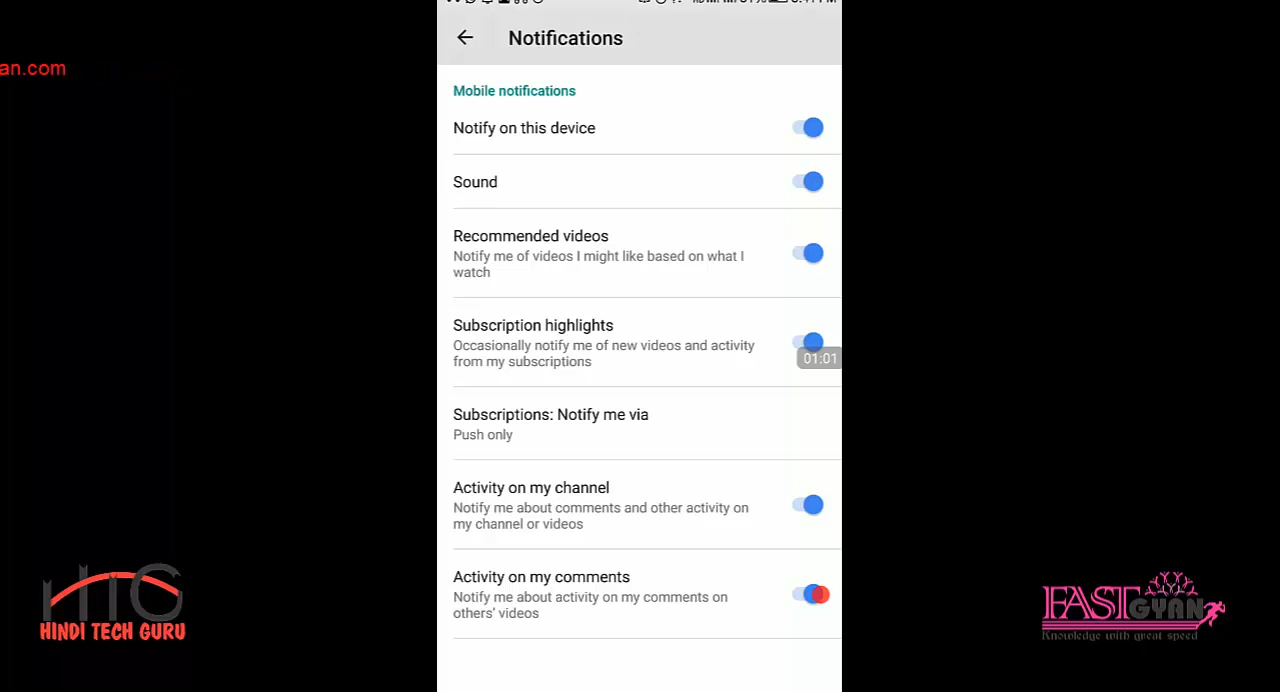 Notifications
an.com
Mobile notifications
Notify on this device
Sound
Recommended videos
Notify me of videos I might like based on what I
watch
Subscription highlights
Occasionally notify me of new videos and activity
from my subscriptions
01:01
Subscriptions: Notify me via
Push only
Activity on my channel
Notify me about comments and other activity on
my channel or videos
Activity on my comments
Notify me about activity on my comments on
others' videos
HTG
HINDI TECH GURU
FASTGYAN
Knowledge with great speed